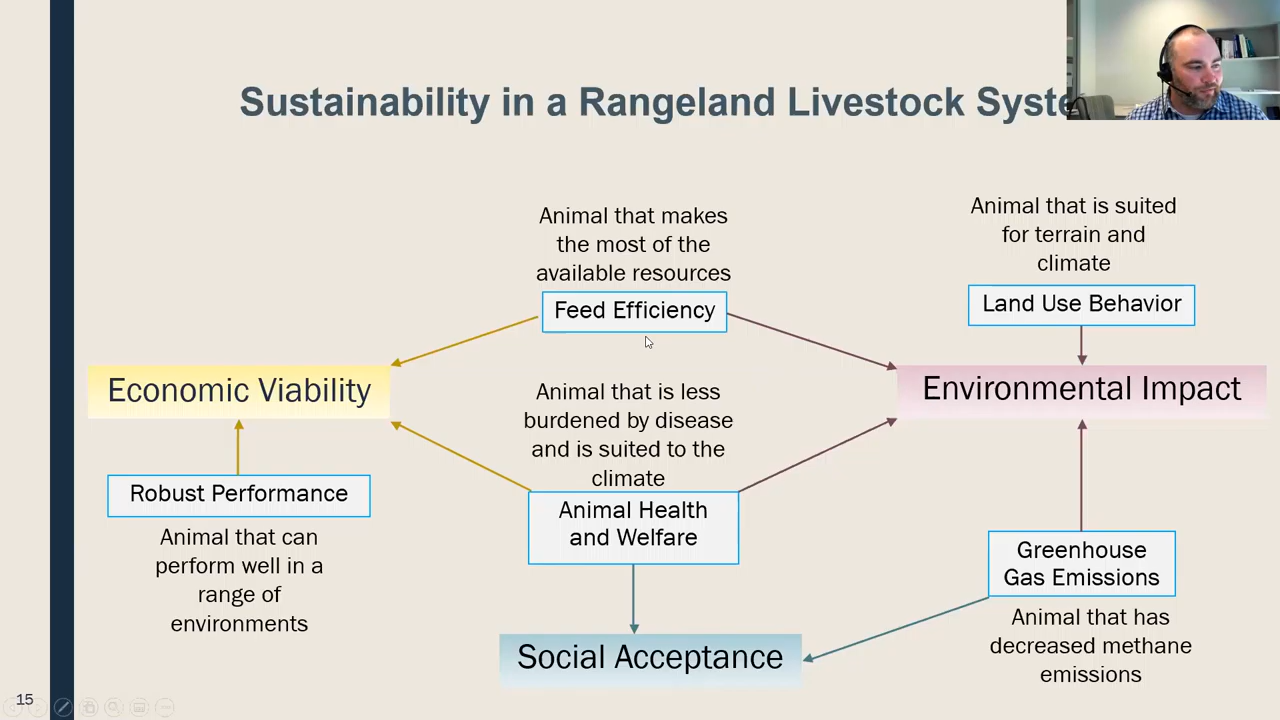 Sustainability in a Rangeland Livestock
Animal that makes
the most of the
available resources
Feed Efficiency
Animal that is suited
for terrain and
climate
Land Use Behavior
Economic Viability
Environmental Impact
Animal that is less
burdened by disease
and is suited to the
climate
Animal Health
and Welfare
Robust Performance
Animal that can
perform well in a
range of
environments
Greenhouse
Gas Emissions
Animal that has
decreased methane
emissions
Social Acceptance
15